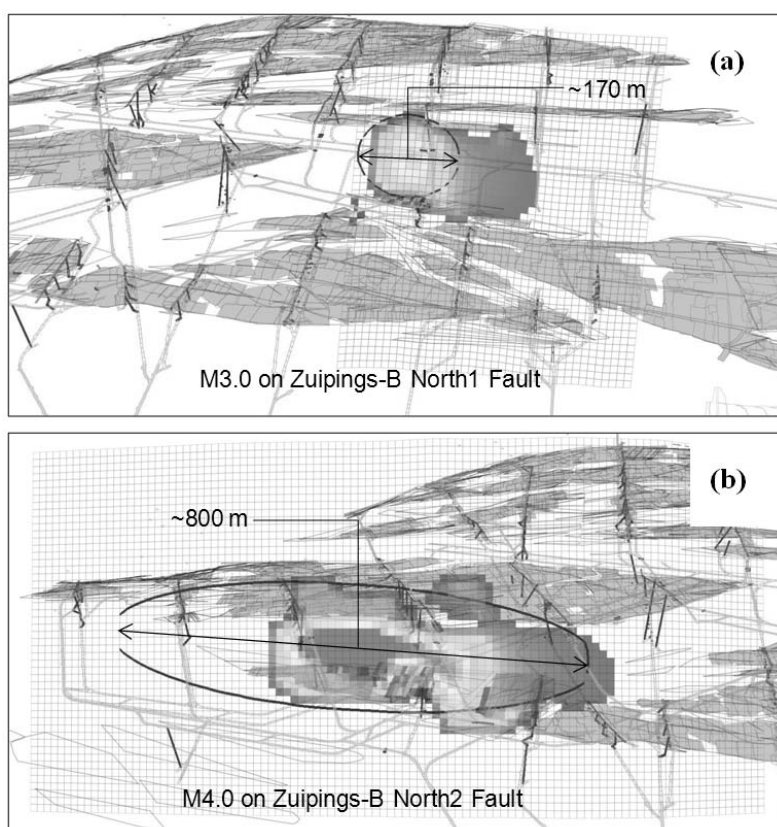 (a)
~170 m
M3.0 on Zuipings-B North1 Fault
(b)
~800 m
M4.0 on Zuipings-B North2 Fault